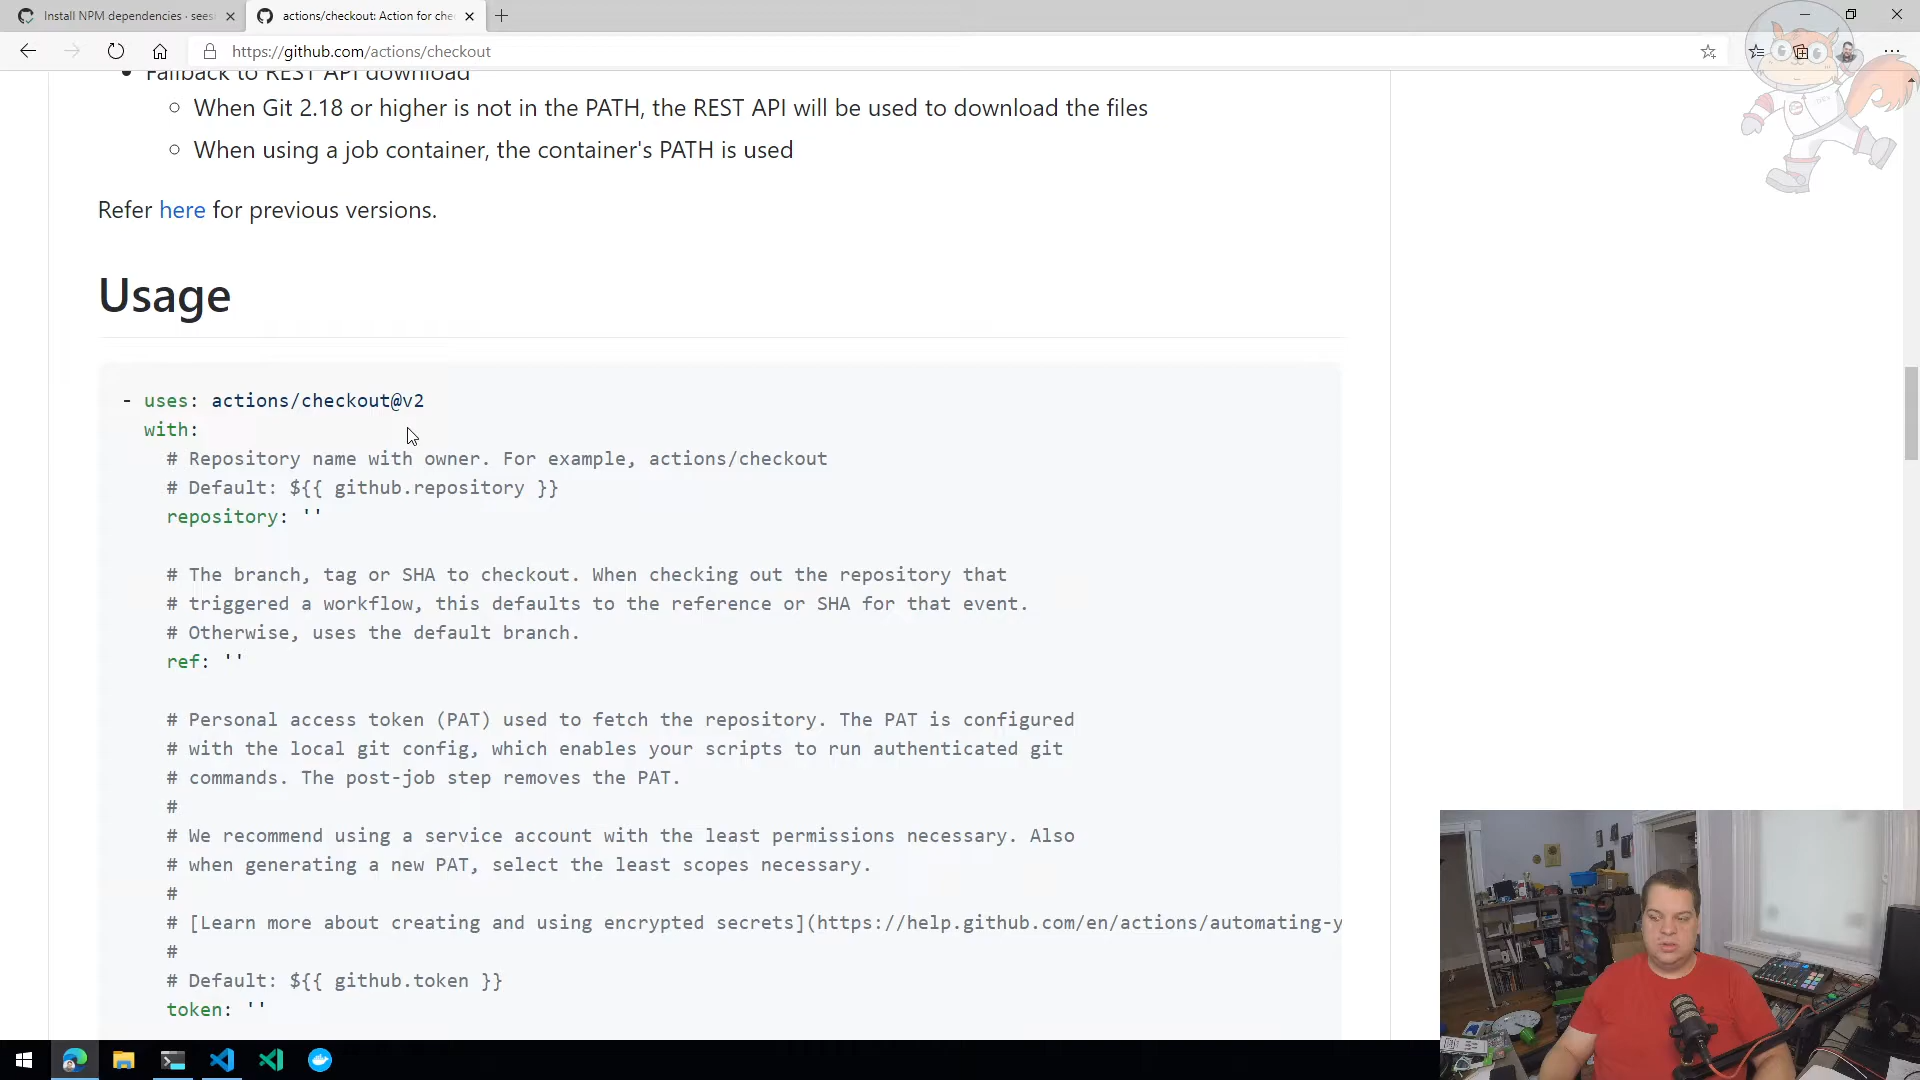 Install NPM dependencies · sees
actions/checkout: Action for che
https://github.com/actions/checkout
Fallback to REST API download
When Git 2.18 or higher is not in the PATH, the REST API will be used to download the files
When using a job container, the container's PATH is used
Refer here for previous versions.
Usage
- uses: actions/checkout@v2
with:
# Repository name with owner. For example, actions/checkout
# Default: ${{ github.repository }}
repository: ''
# The branch, tag or SHA to checkout. When checking out the repository that
# triggered a workflow, this defaults to the reference or SHA for that event.
# Otherwise, uses the default branch.
ref: ''
# Personal access token (PAT) used to fetch the repository. The PAT is configured
# with the local git config, which enables your scripts to run authenticated git
# commands. The post-job step removes the PAT.
#
# We recommend using a service account with the least permissions necessary. Also
# when generating a new PAT, select the least scopes necessary.
#
# [Learn more about creating and using encrypted secrets](https://help.github.com/en/actions/automating-y
#
# Default: ${{ github.token }}
token: ''